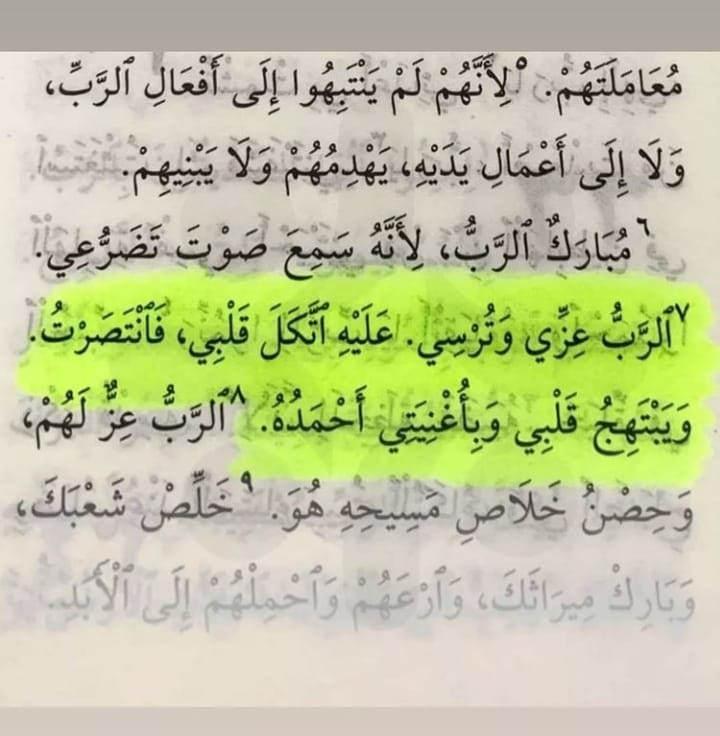 مُعَامَلَتَهُمْ. ٥لِأَنَّهُمْ لَمْ يَنْتَبِهُوا إِلَى أَفْعَالِ ٱلرَّبِّ،
وَلَا إِلَى أَعْمَالِ يَدَيْهِ، يَهْدِمُهُمْ وَلَا يَبْنِيهِمْ.
٦مُبَارَكٌ ٱلرَّبُّ، لِأَنَّهُ سَمِعَ صَوْتَ تَضَرُّعِي.
٧ٱلرَّبُّ عِزِّي وَتُرْسِي. عَلَيْهِ ٱتَّكَلَ قَلْبِي، فَٱنْتَصَرْتُ.
وَيَبْتَهِجُ قَلْبِي وَبِأُغْنِيَتِي أَحْمَدُهُ. ٨ٱلرَّبُّ عِزٌّ لَهُمْ،
وَحِصْنُ خَلَاصِ مَسِيحِهِ هُوَ. ٩خَلِّصْ شَعْبَكَ،
وَبَارِكْ مِيرَاثَكَ، وَٱرْعَهُمْ وَٱحْمِلْهُمْ إِلَى ٱلْأَبَدِ.